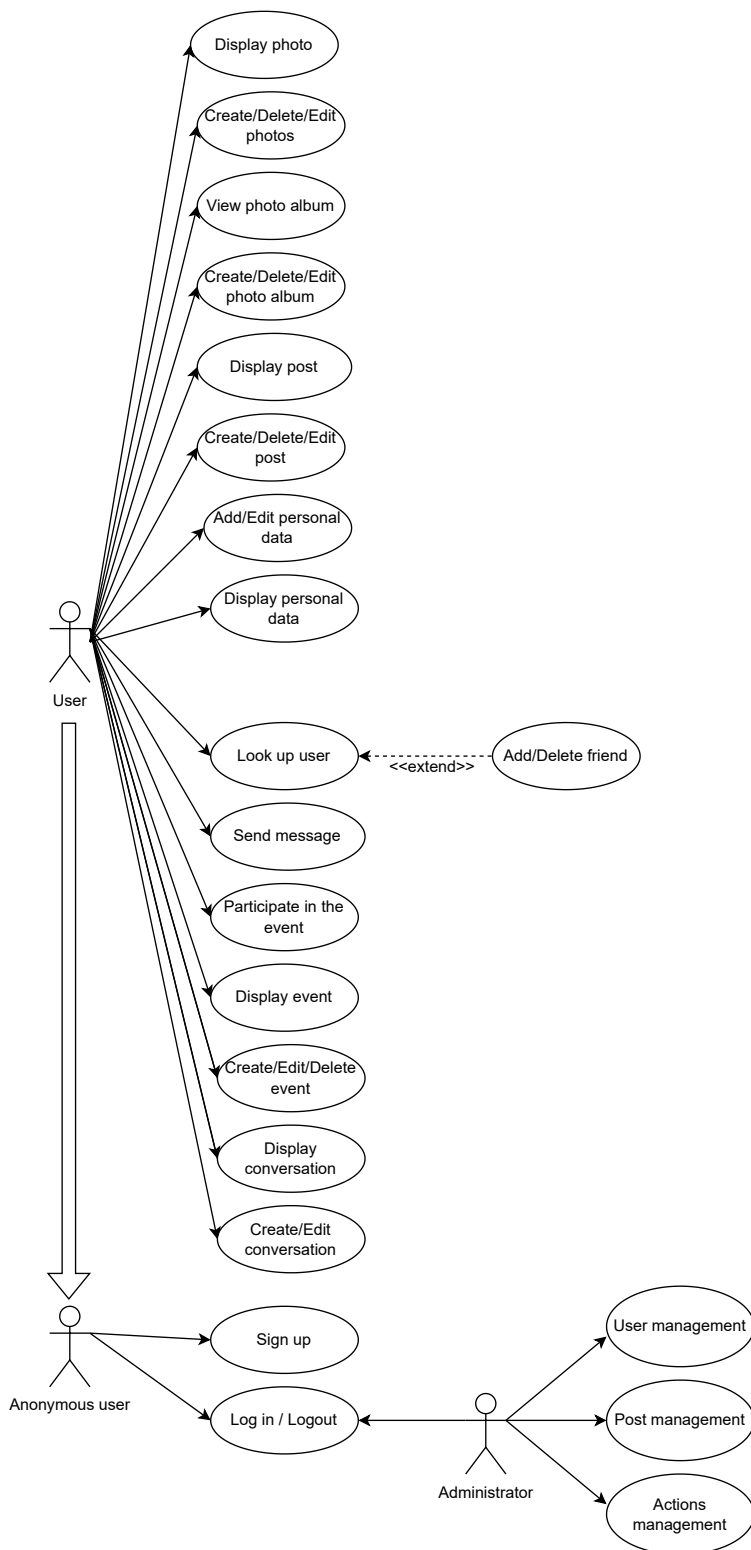 Display photo
Create/Delete/Edit
photos
View photo album
Create/Delete/Edit
photo album
Display post
Create/Delete/Edit
post
Add/Edit personal
data
Display personal
data
User
Look up user
<<extend>>
Add/Delete friend
Send message
Participate in the
event
Display event
Create/Edit/Delete
event
Display
conversation
Create/Edit
conversation
Sign up
User management
Anonymous user
Log in / Logout
Post management
Administrator
Actions
management